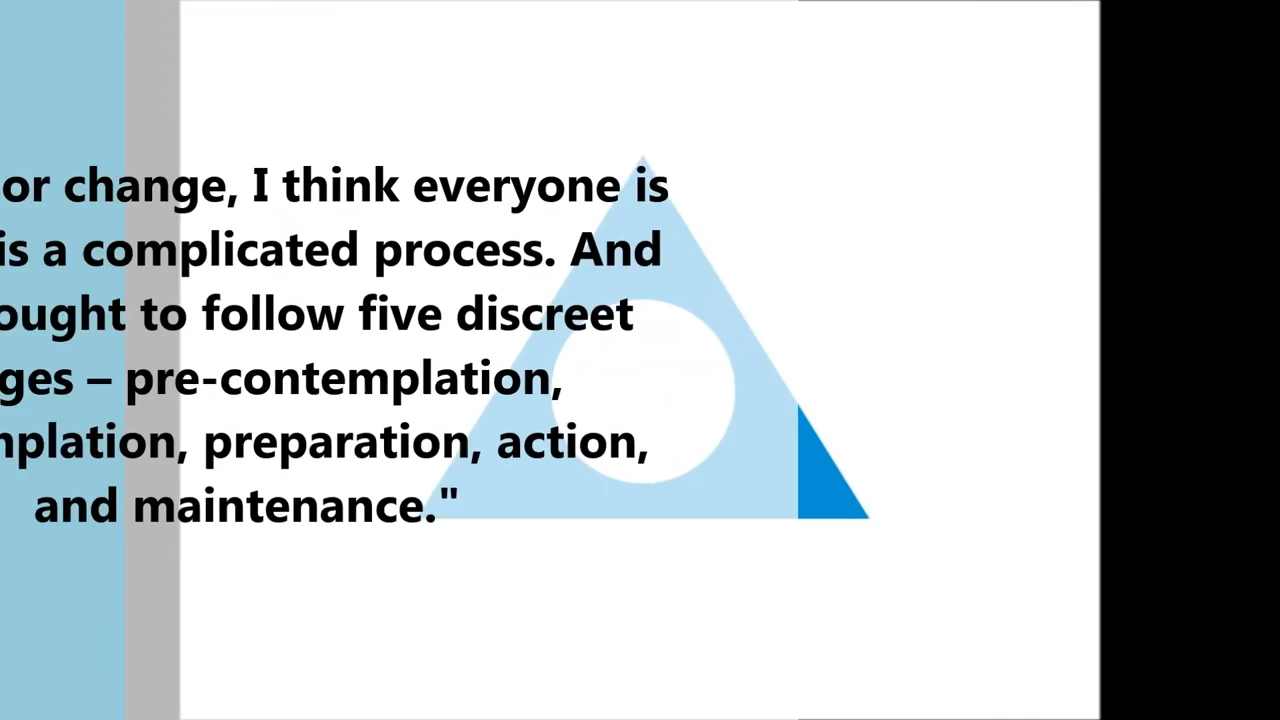 or change, I think everyone is
is a complicated process. And
ought to follow five discreet
ges – pre-contemplation,
nplation, preparation, action,
and maintenance."